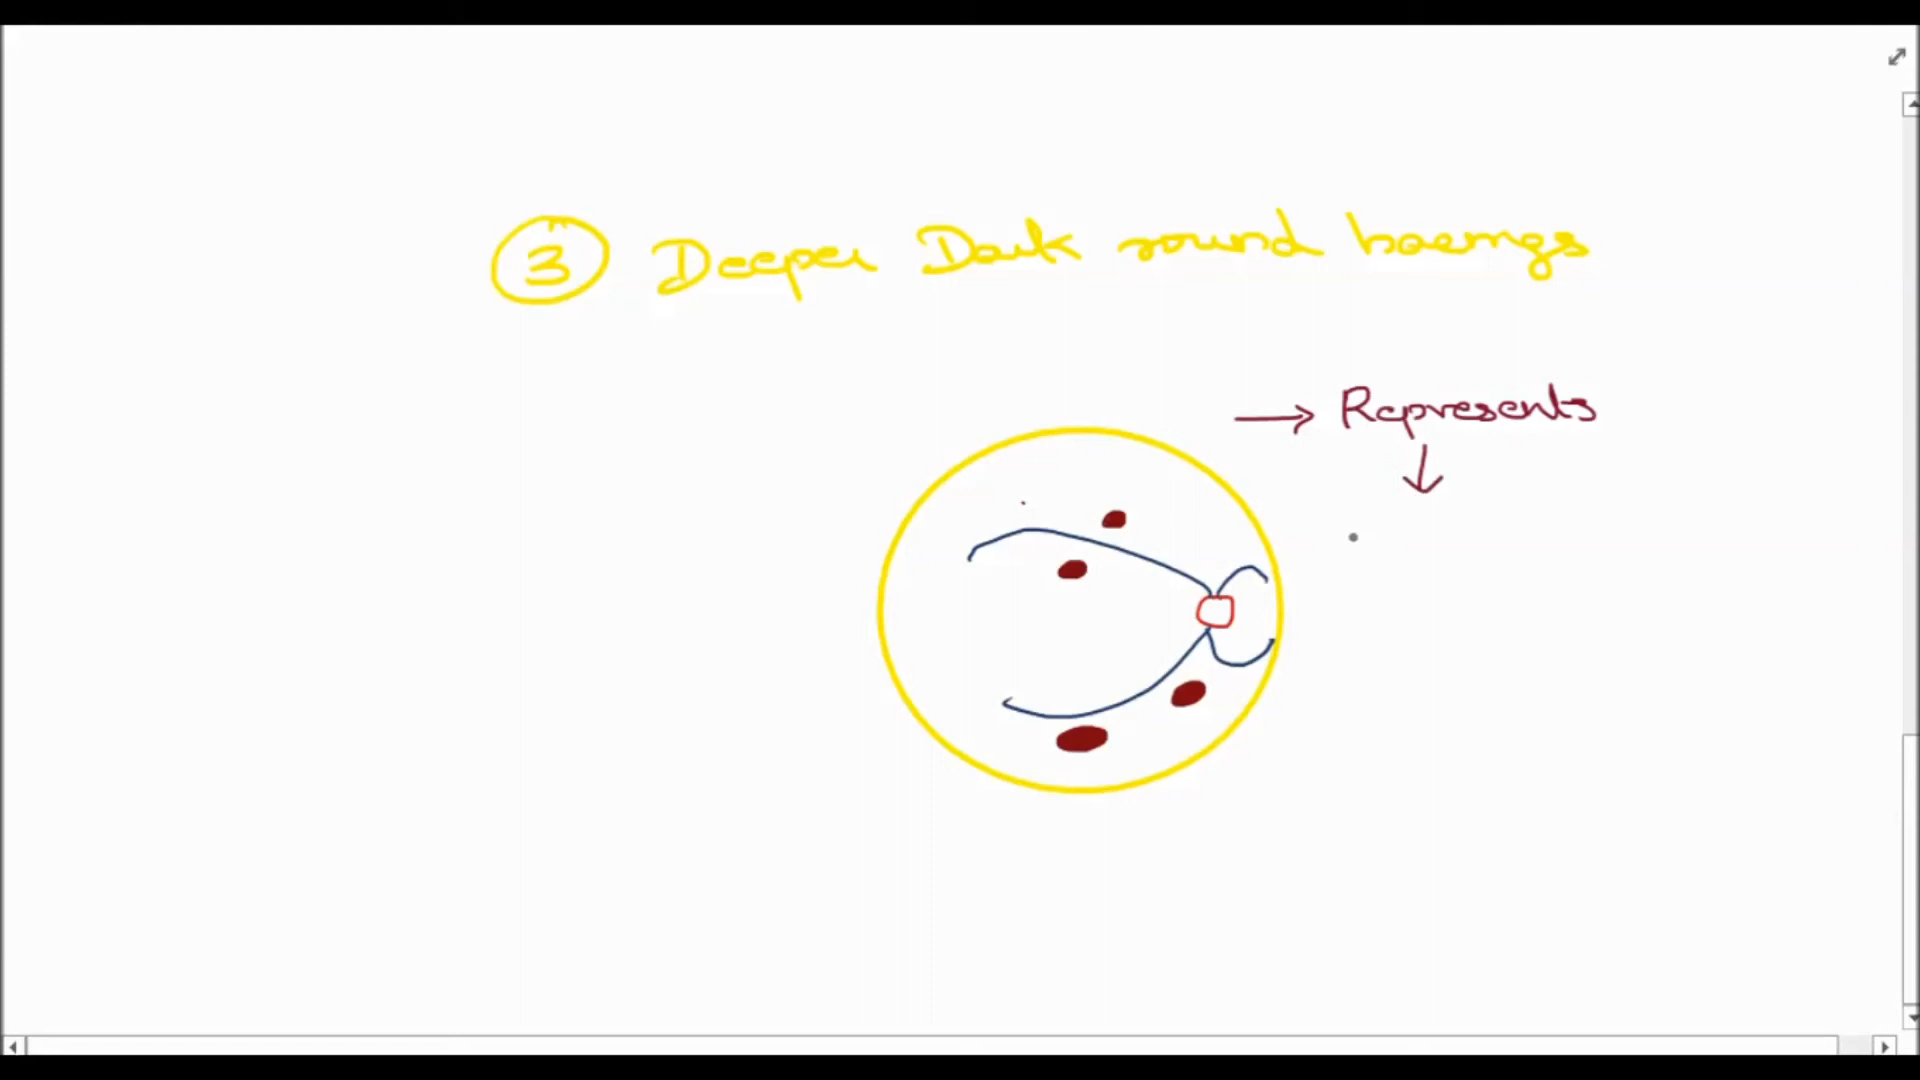 3 Deeper Dark round haemgs
→ Represents
↓